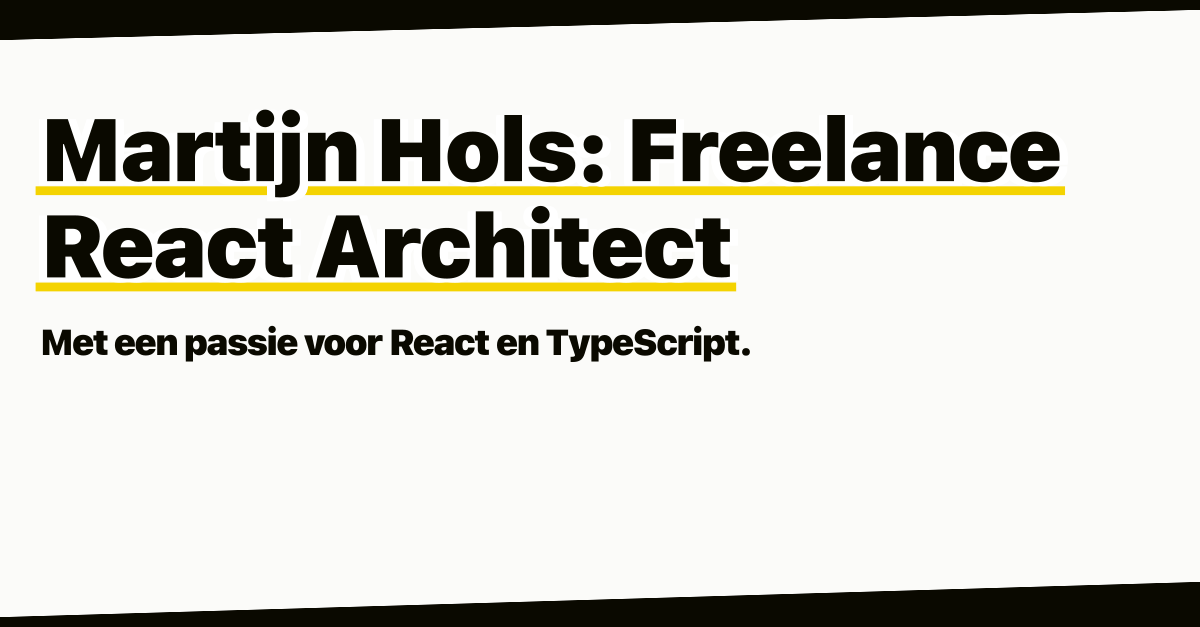 Martijn Hols: Freelance
React Architect
Met een passie voor React en TypeScript.